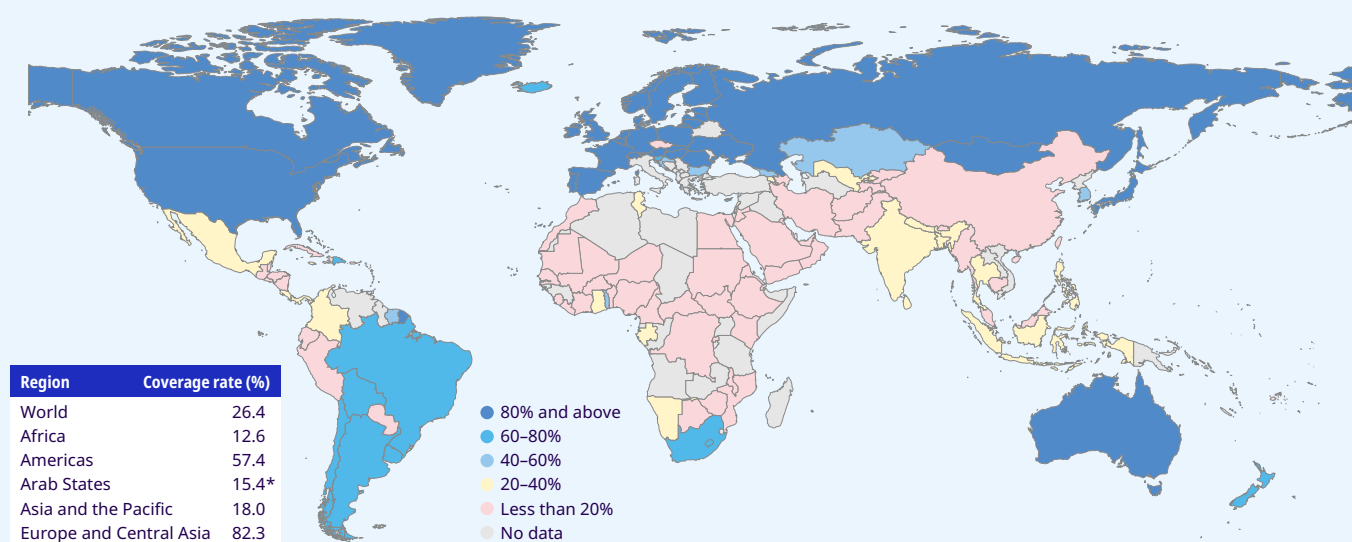 Region Coverage rate (%)
World 26.4
Africa 12.6
Americas 57.4
Arab States 15.4*
Asia and the Pacific 18.0
Europe and Central Asia 82.3
80% and above
60–80%
40–60%
20–40%
Less than 20%
No data